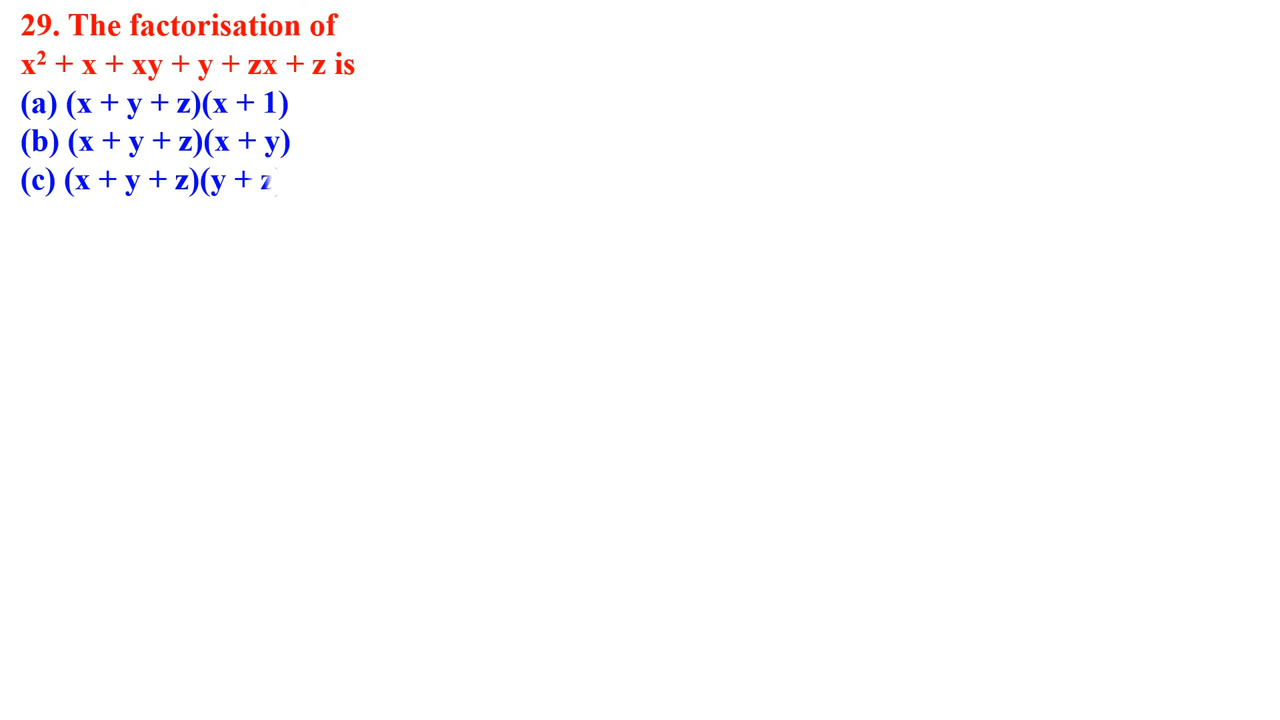 29. The factorisation of
x² + x + xy + y + zx + z is
(a) (x + y + z)(x + 1)
(b) (x + y + z)(x + y)
(c) (x + y + z)(y + z